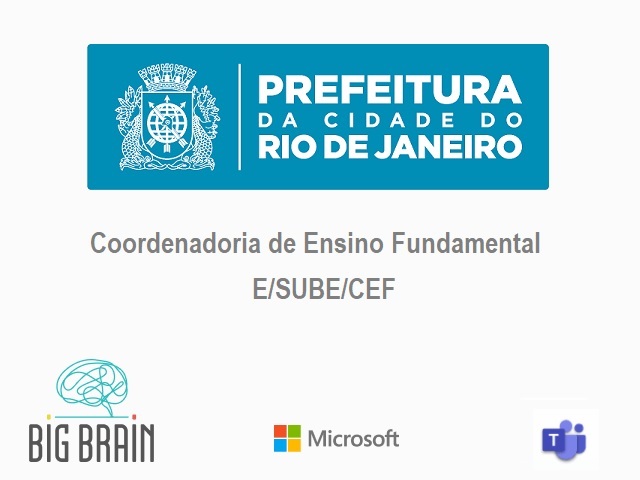 PREFEITURA
DA CIDADE DO
RIO DE JANEIRO
Coordenadoria de Ensino Fundamental
E/SUBE/CEF
BIG BRAIN
Microsoft
T